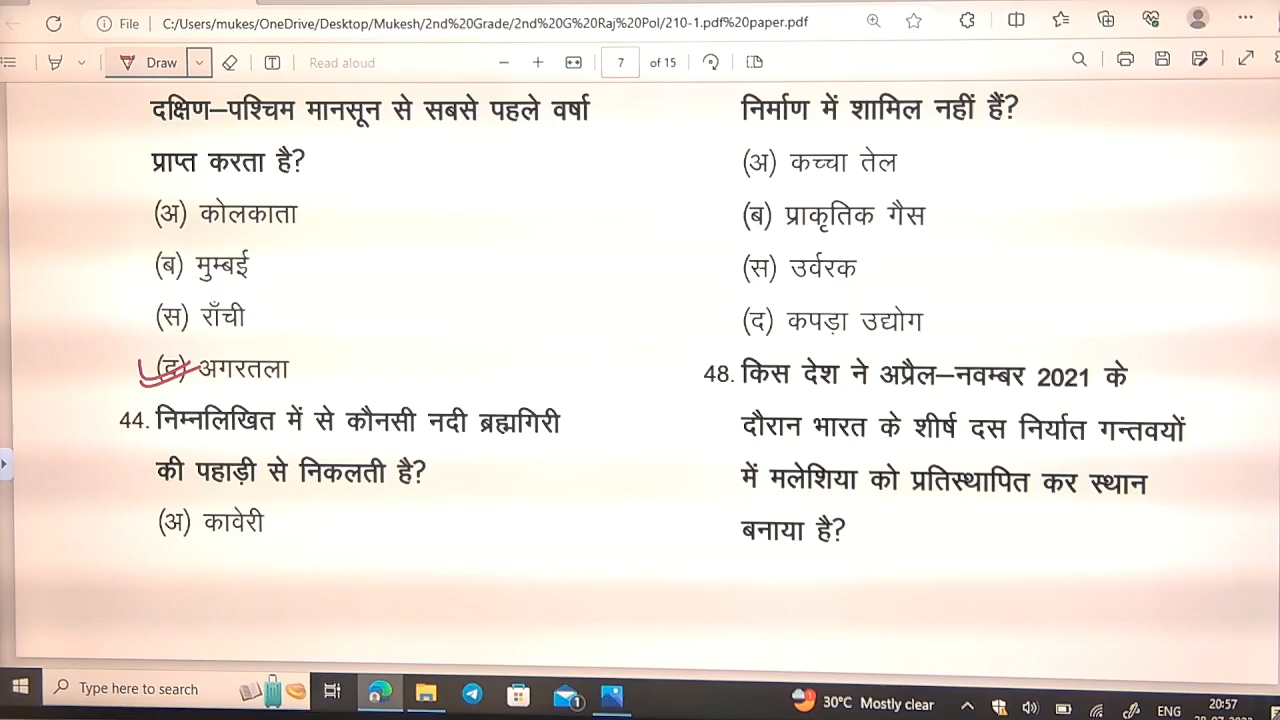 File
C:/Users/mukes/OneDrive/Desktop/Mukesh/2nd%20Grade/2nd%20G%20Raj%20Pol/210-1.pdf%20paper.pdf
Draw
Read aloud
7 of 15
दक्षिण–पश्चिम मानसून से सबसे पहले वर्षा
प्राप्त करता है?
(अ) कोलकाता
(ब) मुम्बई
(स) राँची
(द) अगरतला
44. निम्नलिखित में से कौनसी नदी ब्रह्मगिरी
की पहाड़ी से निकलती है?
(अ) कावेरी
निर्माण में शामिल नहीं हैं?
(अ) कच्चा तेल
(ब) प्राकृतिक गैस
(स) उर्वरक
(द) कपड़ा उद्योग
48. किस देश ने अप्रैल–नवम्बर 2021 के
दौरान भारत के शीर्ष दस निर्यात गन्तवयों
में मलेशिया को प्रतिस्थापित कर स्थान
बनाया है?
Type here to search
1
30°C Mostly clear
ENG
20:57